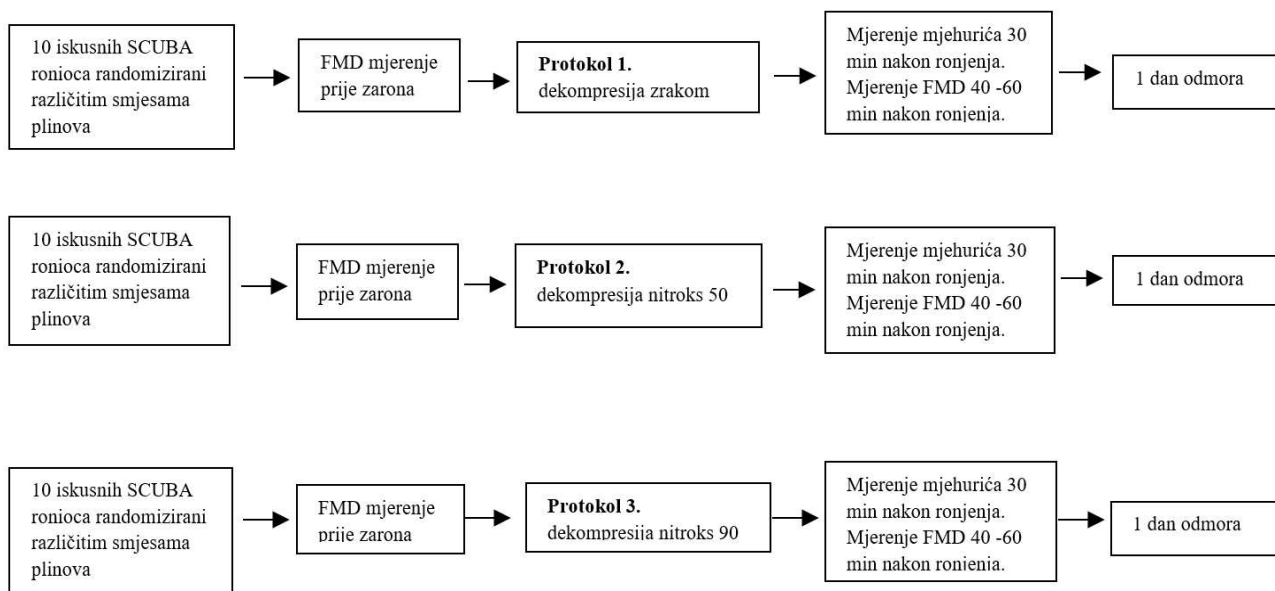 10 iskusnih SCUBA
ronioca randomizirani
različitim smjesama
plinova
FMD mjerenje
prije zarona
Protokol 1.
dekompresija zrakom
Mjerenje mjehurića 30
min nakon ronjenja.
Mjerenje FMD 40 -60
min nakon ronjenja.
1 dan odmora
10 iskusnih SCUBA
ronioca randomizirani
različitim smjesama
plinova
FMD mjerenje
prije zarona
Protokol 2.
dekompresija nitroks 50
Mjerenje mjehurića 30
min nakon ronjenja.
Mjerenje FMD 40 -60
min nakon ronjenja.
1 dan odmora
10 iskusnih SCUBA
ronioca randomizirani
različitim smjesama
plinova
FMD mjerenje
prije zarona
Protokol 3.
dekompresija nitroks 90
Mjerenje mjehurića 30
min nakon ronjenja.
Mjerenje FMD 40 -60
min nakon ronjenja.
1 dan odmora